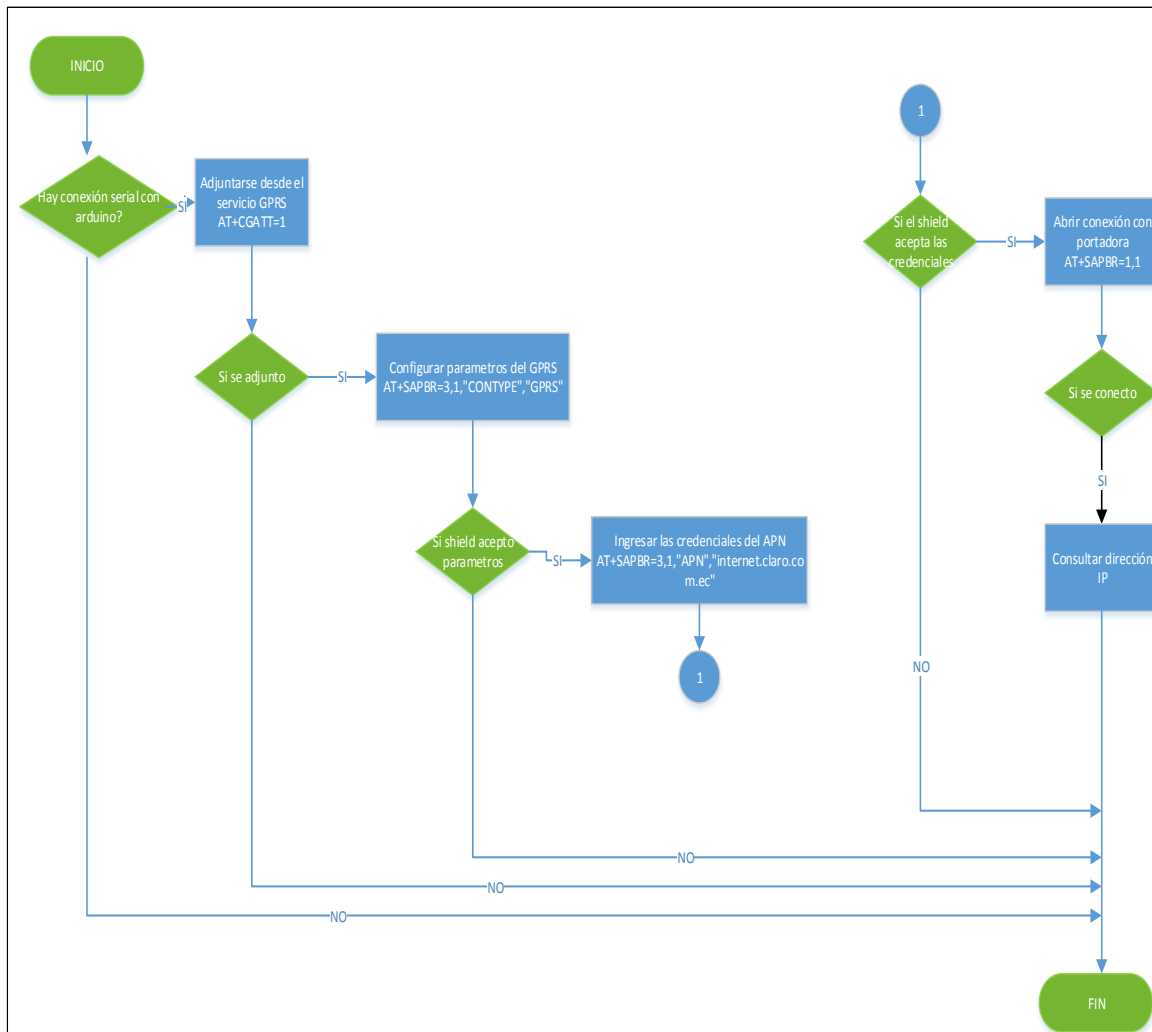 INICIO
Hay conexión serial con
arduino?
SI
Adjuntarse desde el
servicio GPRS
AT+CGATT=1
Si se adjunto
SI
Configurar parametros del GPRS
AT+SAPBR=3,1,"CONTYPE","GPRS"
Si shield acepto
parametros
SI
Ingresar las credenciales del APN
AT+SAPBR=3,1,"APN","internet.claro.co
m.ec"
1
1
Si el shield
acepta las
credenciales
SI
Abrir conexión con
portadora
AT+SAPBR=1,1
Si se conecto
SI
Consultar dirección
IP
NO
NO
NO
NO
FIN